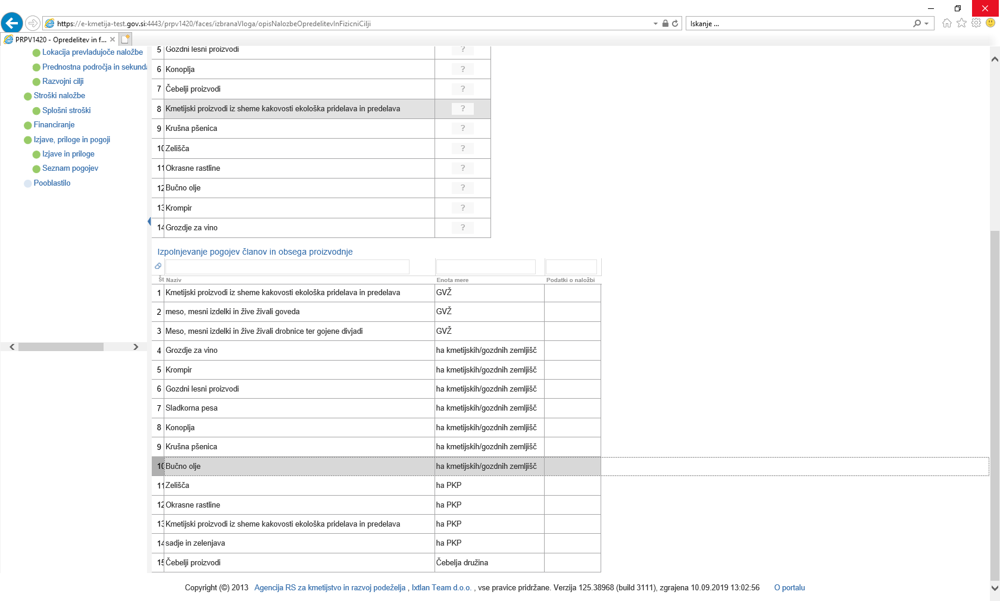 https://e-kmetija-test.gov.si:4443/prpv1420/faces/izbranaVloga/opisNalozbeOpredelitevInFizicniCilji
Iskanje ...
PRPV1420 - Opredelitev in f...
Lokacija prevladujoče naložbe
Prednostna področja in sekund
Razvojni cilji
Stroški naložbe
Splošni stroški
Financiranje
Izjave, priloge in pogoji
Izjave in priloge
Seznam pogojev
Pooblastilo
5 Gozdni lesni proizvodi ?
6 Konoplja ?
7 Čebelji proizvodi ?
8 Kmetijski proizvodi iz sheme kakovosti ekološka pridelava in predelava ?
9 Krušna pšenica ?
10 Zelišča ?
11 Okrasne rastline ?
12 Bučno olje ?
13 Krompir ?
14 Grozdje za vino ?
Izpolnjevanje pogojev članov in obsega proizvodnje
Št Naziv Enota mere Podatki o naložbi
1 Kmetijski proizvodi iz sheme kakovosti ekološka pridelava in predelava GVŽ
2 meso, mesni izdelki in žive živali goveda GVŽ
3 Meso, mesni izdelki in žive živali drobnice ter gojene divjadi GVŽ
4 Grozdje za vino ha kmetijskih/gozdnih zemljišč
5 Krompir ha kmetijskih/gozdnih zemljišč
6 Gozdni lesni proizvodi ha kmetijskih/gozdnih zemljišč
7 Sladkorna pesa ha kmetijskih/gozdnih zemljišč
8 Konoplja ha kmetijskih/gozdnih zemljišč
9 Krušna pšenica ha kmetijskih/gozdnih zemljišč
10 Bučno olje ha kmetijskih/gozdnih zemljišč
11 Zelišča ha PKP
12 Okrasne rastline ha PKP
13 Kmetijski proizvodi iz sheme kakovosti ekološka pridelava in predelava ha PKP
14 sadje in zelenjava ha PKP
15 Čebelji proizvodi Čebelja družina
Copyright (©) 2013 Agencija RS za kmetijstvo in razvoj podeželja , Ixtlan Team d.o.o. , vse pravice pridržane. Verzija 125.38968 (build 3111), zgrajena 10.09.2019 13:02:56 O portalu